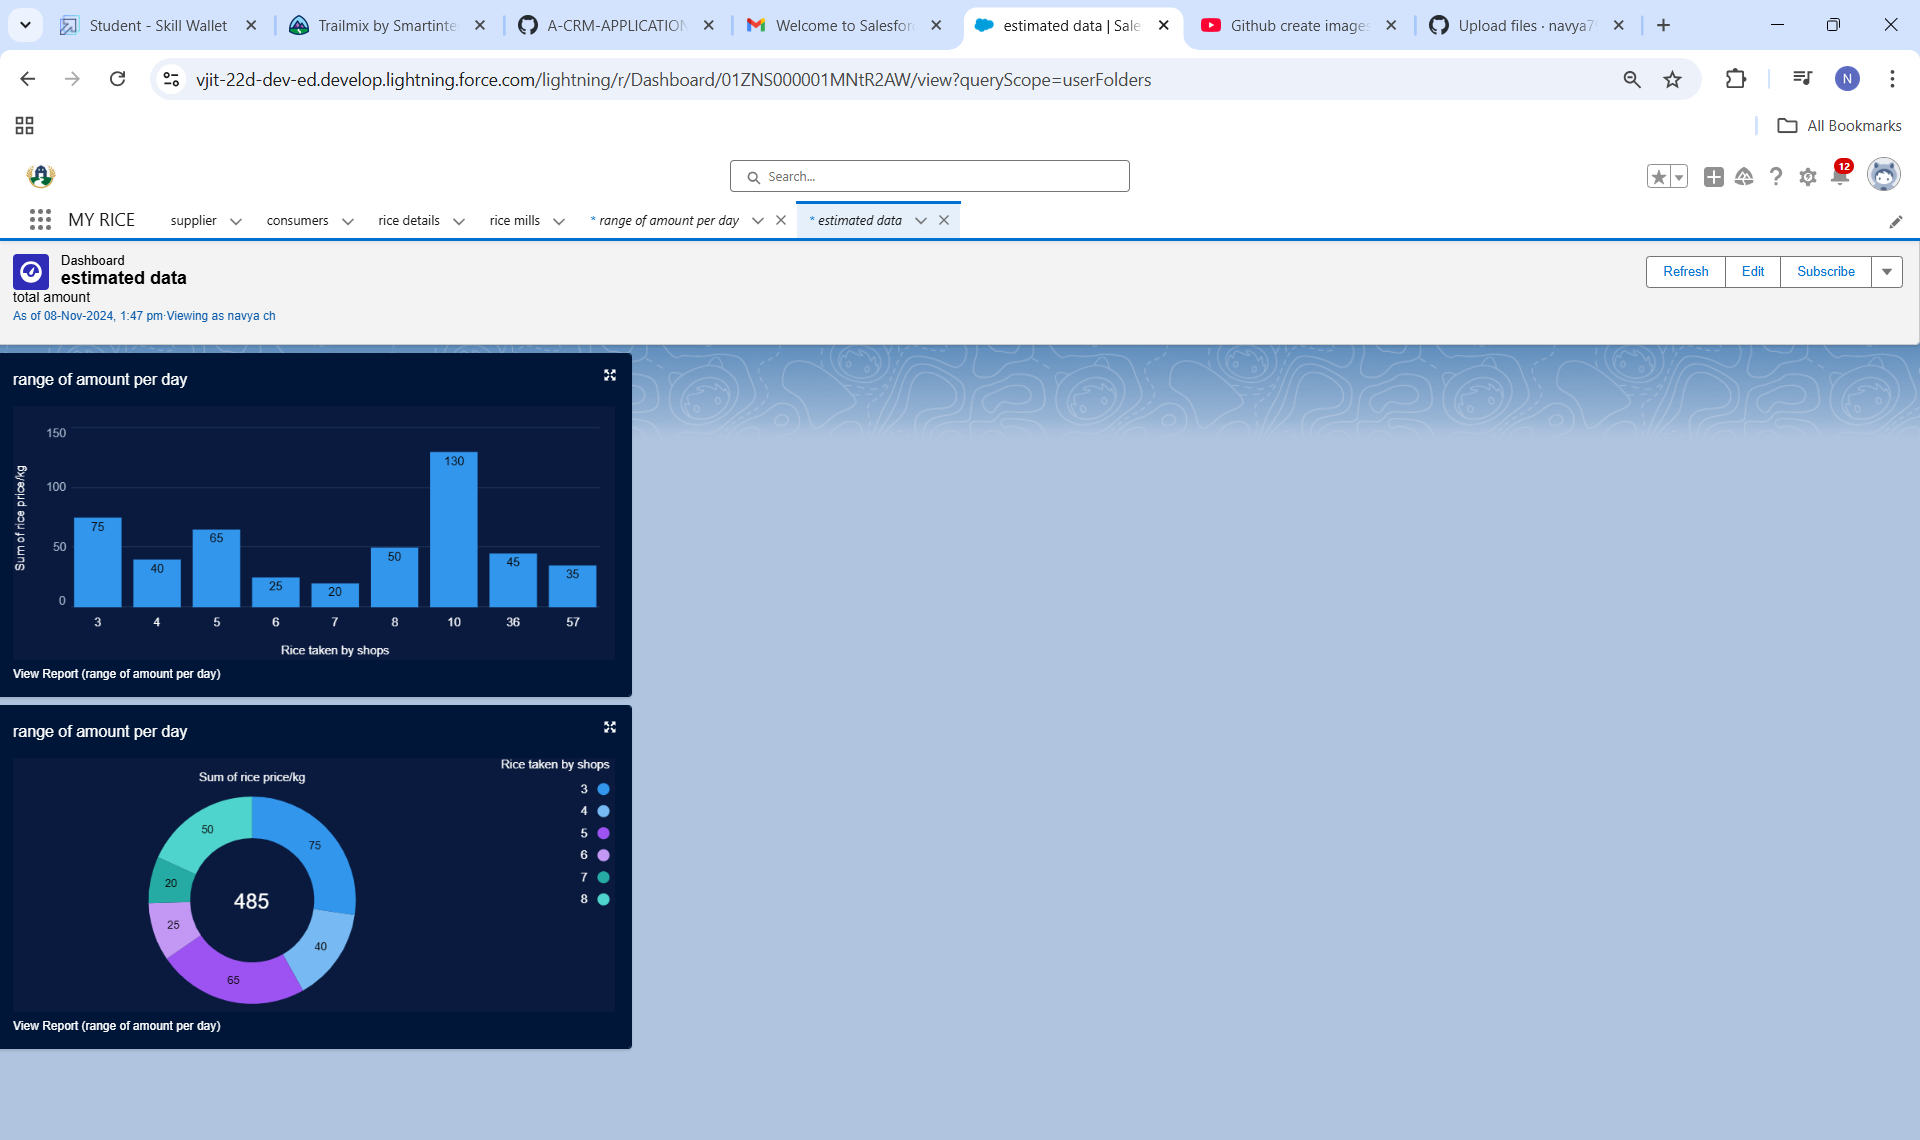 Student - Skill Wallet
Trailmix by Smartinte
A-CRM-APPLICATION
Welcome to Salesfor
estimated data | Sale
Github create images
Upload files · navya7
vjit-22d-dev-ed.develop.lightning.force.com/lightning/r/Dashboard/01ZNS000001MNtR2AW/view?queryScope=userFolders
N
All Bookmarks
Search...
12
MY RICE
supplier
consumers
rice details
rice mills
* range of amount per day
* estimated data
Dashboard
estimated data
total amount
As of 08-Nov-2024, 1:47 pm·Viewing as navya ch
Refresh
Edit
Subscribe
range of amount per day
Sum of rice price/kg
150
100
50
0
75
40
65
25
20
50
130
45
35
3
4
5
6
7
8
10
36
57
Rice taken by shops
View Report (range of amount per day)
range of amount per day
Sum of rice price/kg
Rice taken by shops
3
4
5
6
7
8
75
40
65
25
20
50
485
View Report (range of amount per day)